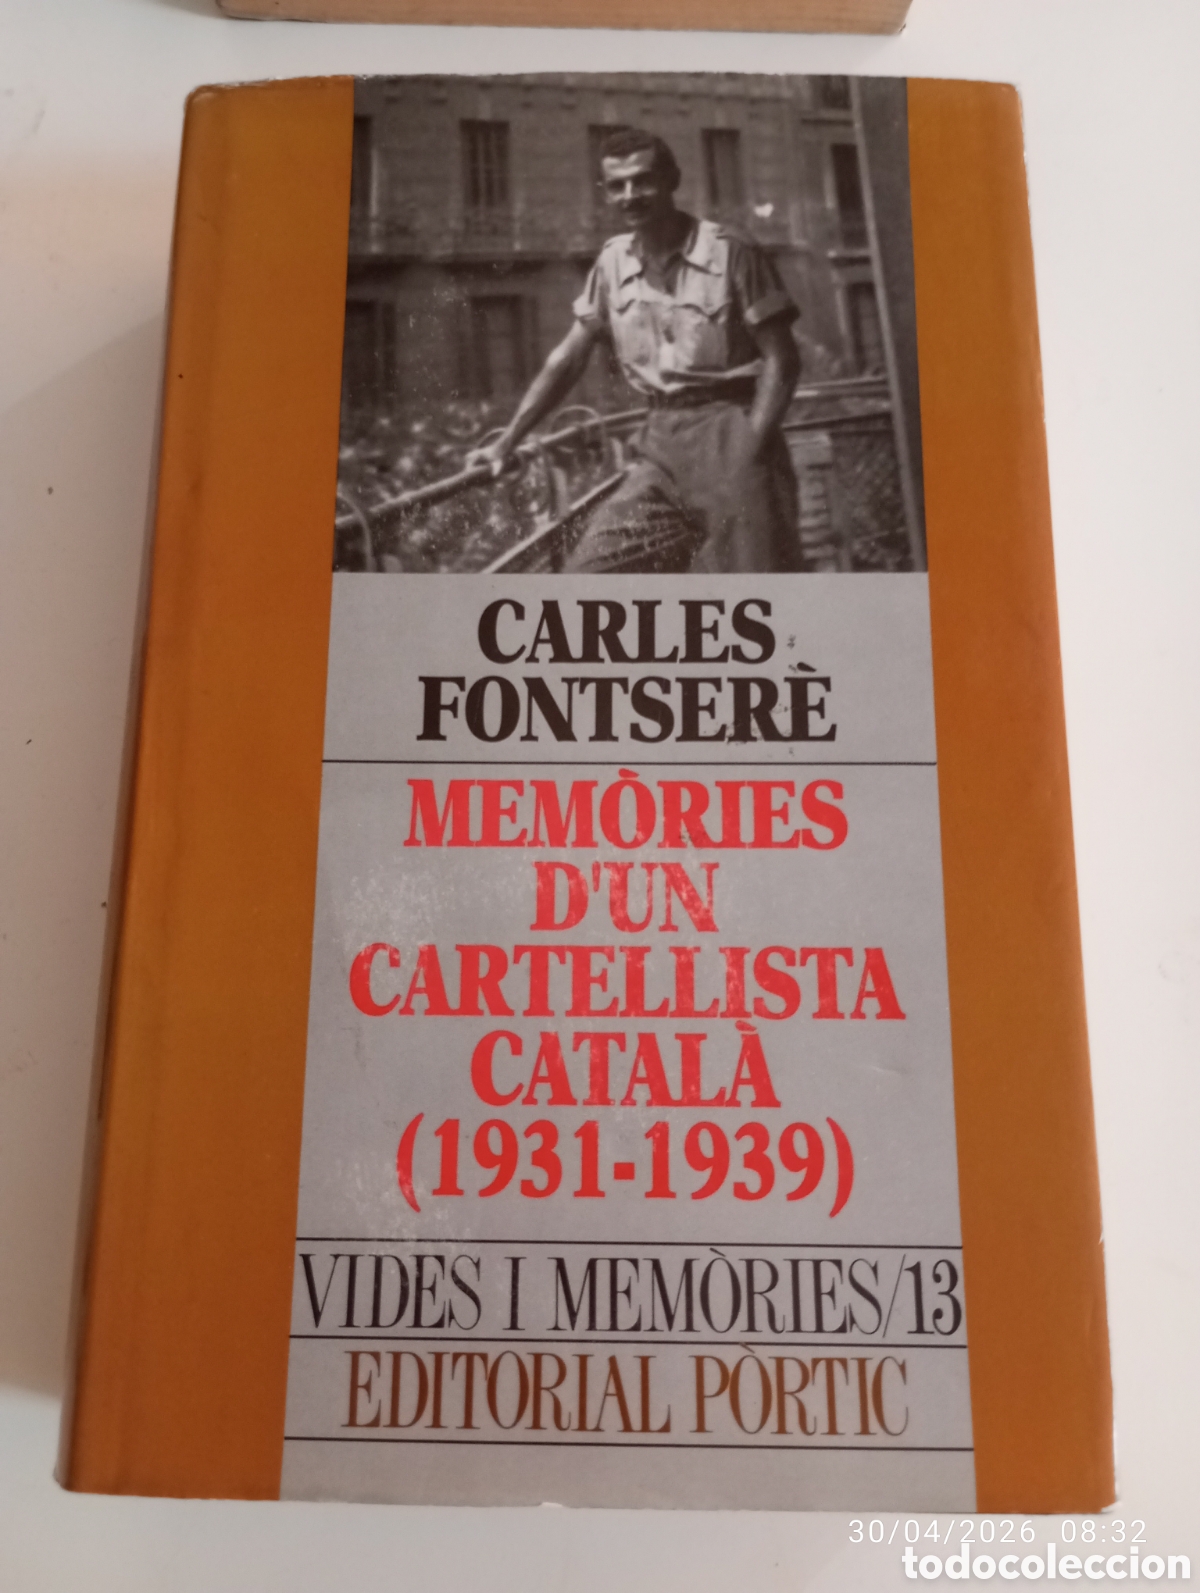 CARLES
FONTSERÈ
MEMÒRIES
D'UN
CARTELLISTA
CATALÀ
(1931-1939)
VIDES I MEMÒRIES/13
EDITORIAL PÒRTIC
30/04/2026 08:32
todocoleccion